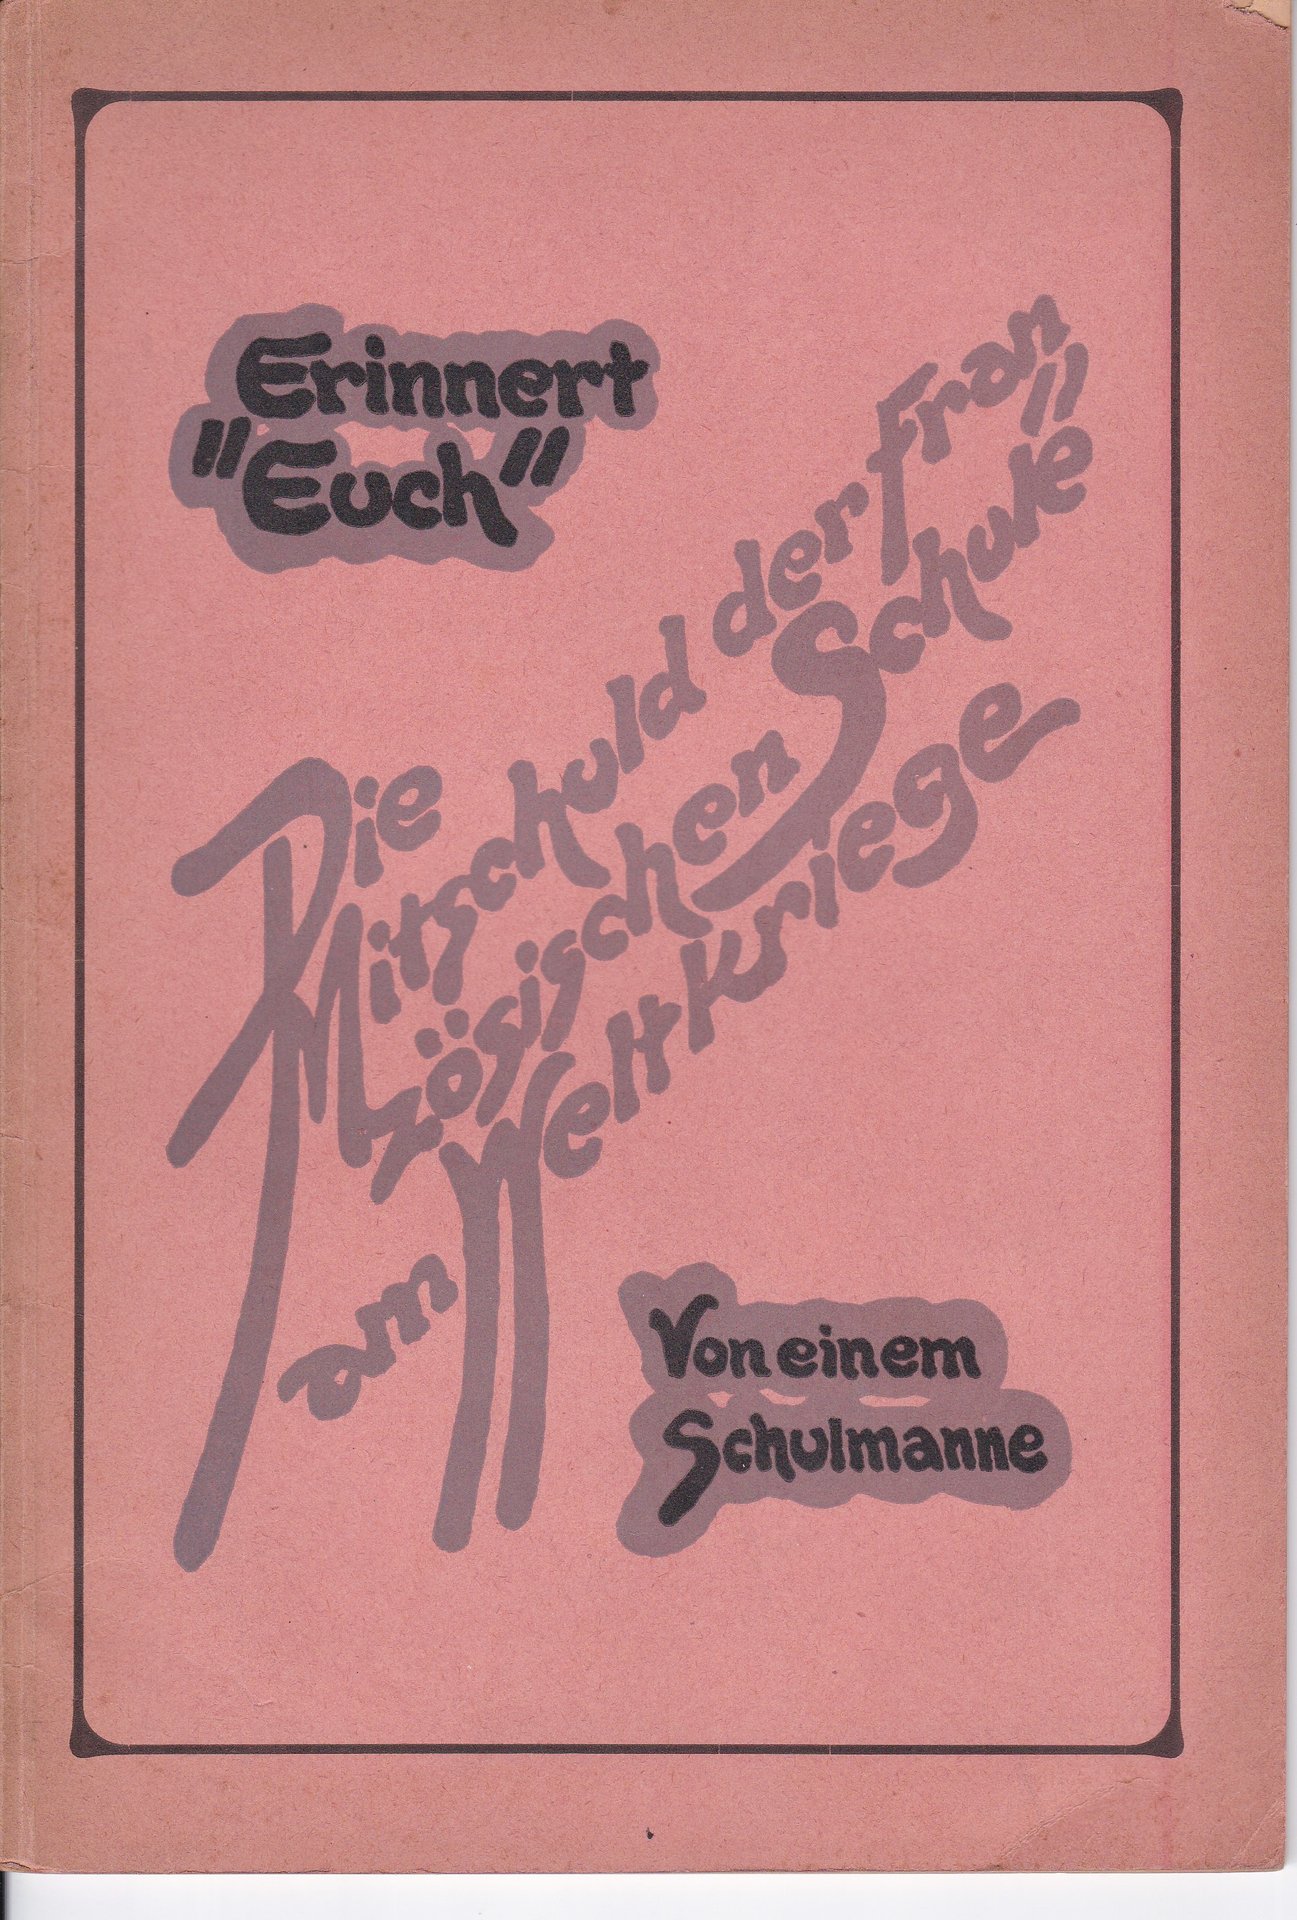 Erinnert
"Euch"
Die
Mitschuld der Fran=
zösischen Schule
am Weltkriege
Von einem
Schulmanne